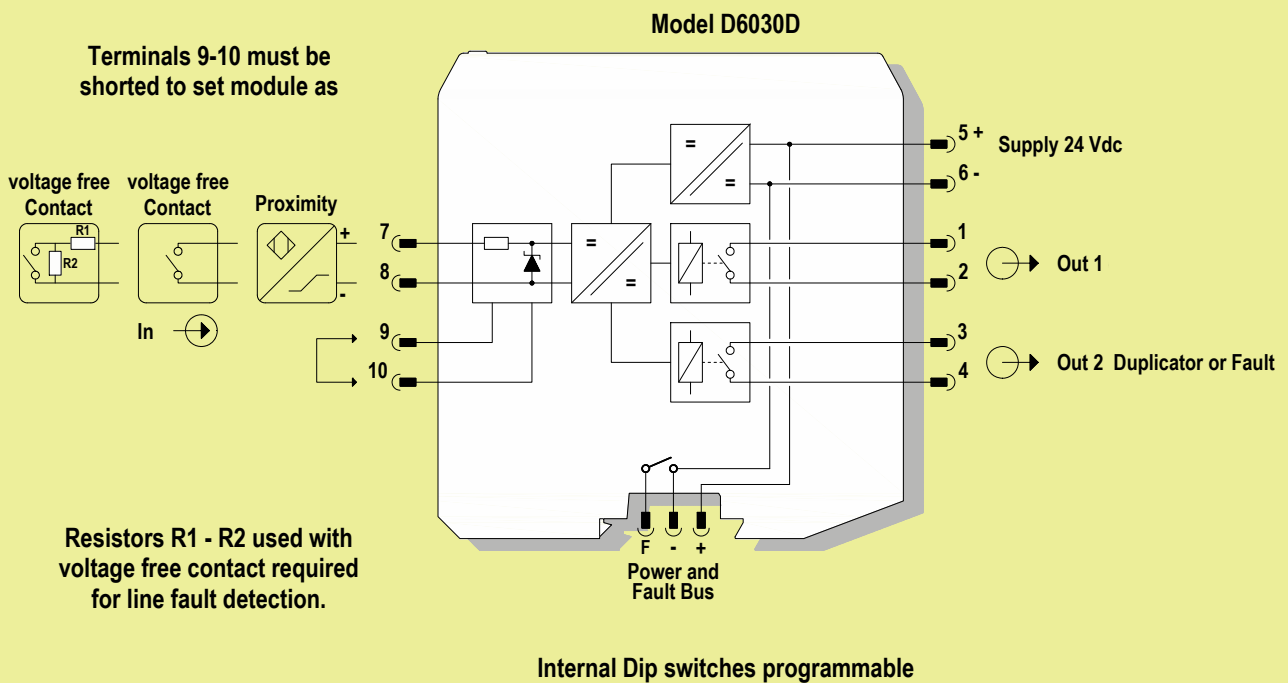 Model D6030D
Terminals 9-10 must be
shorted to set module as
5 +
Supply 24 Vdc
6 -
voltage free
Contact
voltage free
Contact
Proximity
R1
R2
+
-
7
8
=
=
=
=
1
2
Out 1
In
9
10
3
4
Out 2 Duplicator or Fault
F - +
Power and
Fault Bus
Resistors R1 - R2 used with
voltage free contact required
for line fault detection.
Internal Dip switches programmable